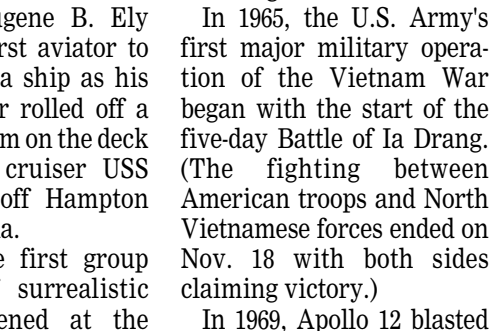 ugene B. Ely
rst aviator to
a ship as his
r rolled off a
m on the deck
cruiser USS
off Hampton
a.
e first group
surrealistic
ened at the
In 1965, the U.S. Army's
first major military opera-
tion of the Vietnam War
began with the start of the
five-day Battle of Ia Drang.
(The fighting between
American troops and North
Vietnamese forces ended on
Nov. 18 with both sides
claiming victory.)
In 1969, Apollo 12 blasted